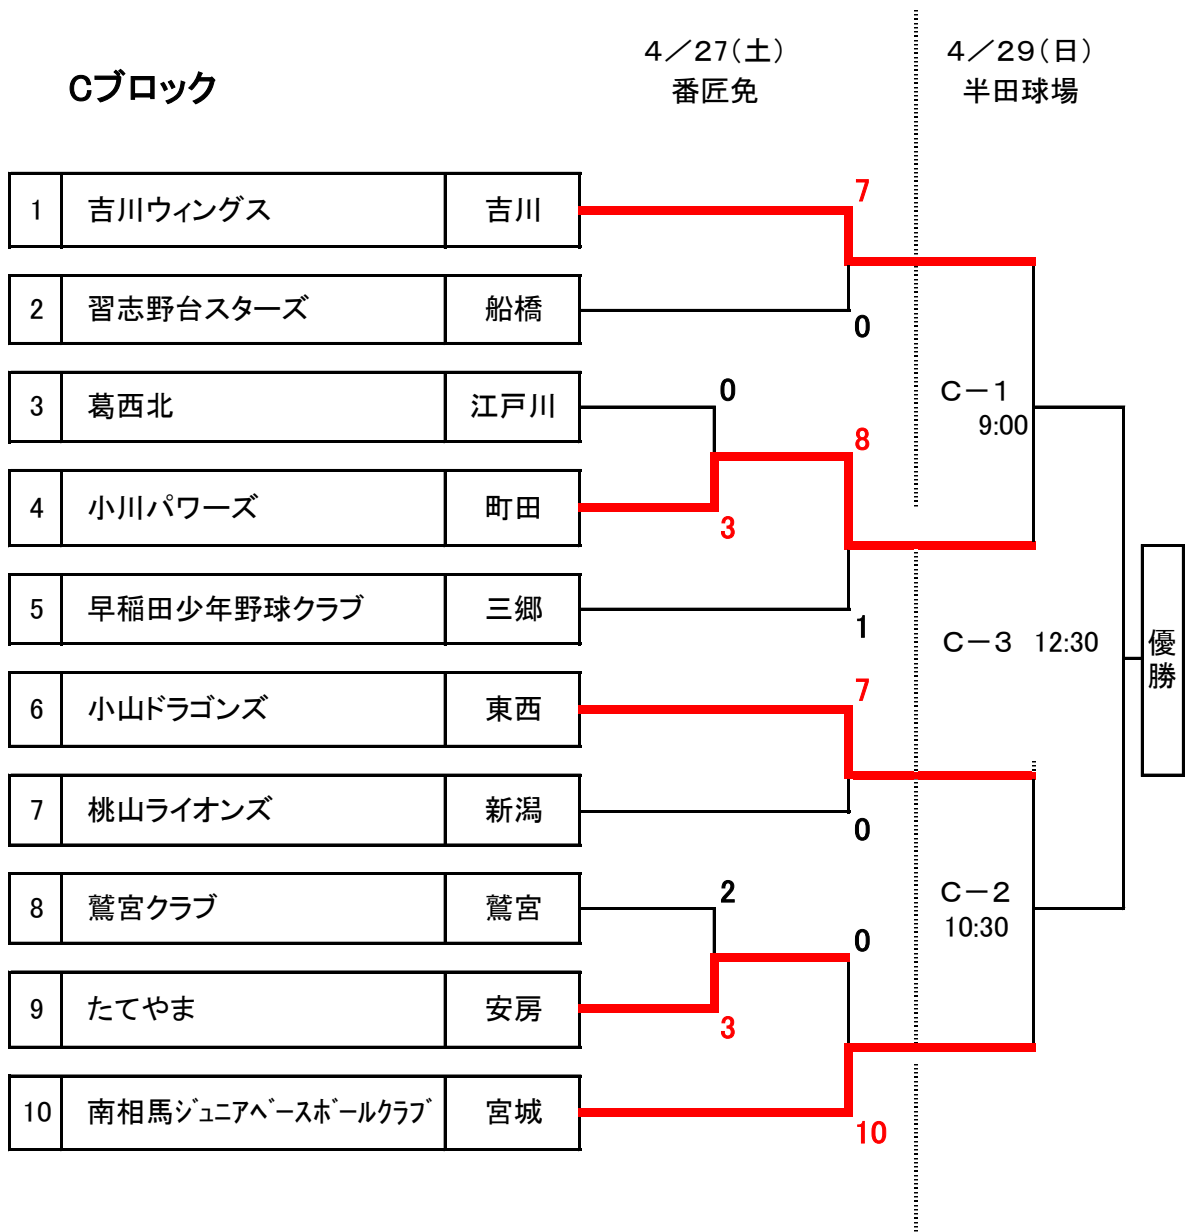 Cブロック
4／27(土)
番匠免
4／29(日)
半田球場
1 吉川ウィングス 吉川
7
2 習志野台スターズ 船橋
0
3 葛西北 江戸川
0
C－1
9:00
8
4 小川パワーズ 町田
3
5 早稲田少年野球クラブ 三郷
1
C－3 12:30
優勝
6 小山ドラゴンズ 東西
7
7 桃山ライオンズ 新潟
0
8 鷲宮クラブ 鷲宮
2
C－2
10:30
0
9 たてやま 安房
3
10 南相馬ｼﾞｭﾆｱﾍﾞｰｽﾎﾞｰﾙｸﾗﾌﾞ 宮城
10